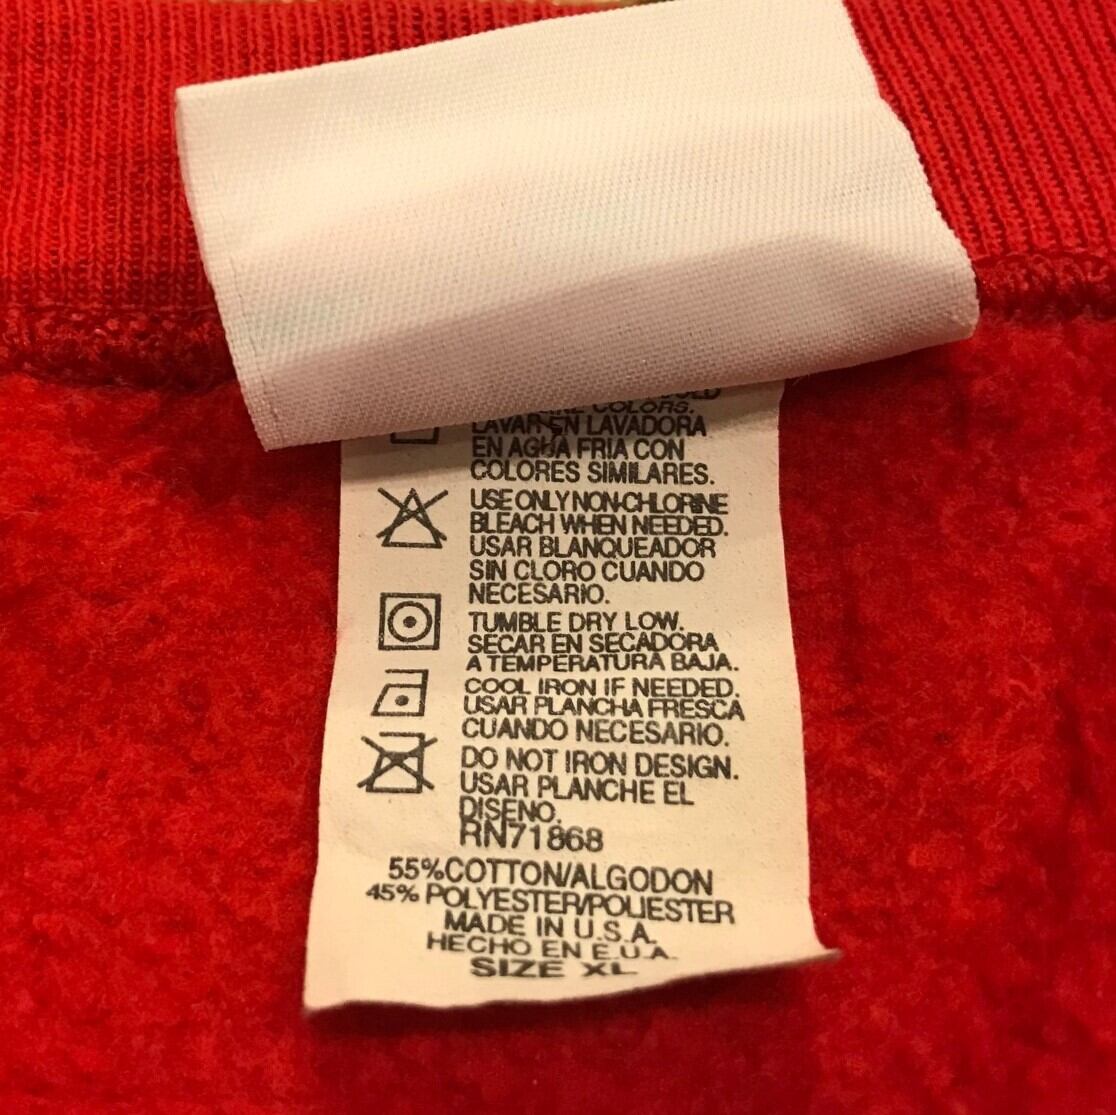 COLORS.
LAVAR EN LAVADORA
EN AGUA FRIA CON
COLORES SIMILARES.
USE ONLY NON-CHLORINE
BLEACH WHEN NEEDED.
USAR BLANQUEADOR
SIN CLORO CUANDO
NECESARIO.
TUMBLE DRY LOW.
SECAR EN SECADORA
A TEMPERATURA BAJA.
COOL IRON IF NEEDED.
USAR PLANCHA FRESCA
CUANDO NECESARIO.
DO NOT IRON DESIGN.
USAR PLANCHE EL
DISENO.
RN71868
55%COTTON/ALGODON
45% POLYESTER/POLIESTER
MADE IN U.S.A.
HECHO EN E.U.A.
SIZE XL